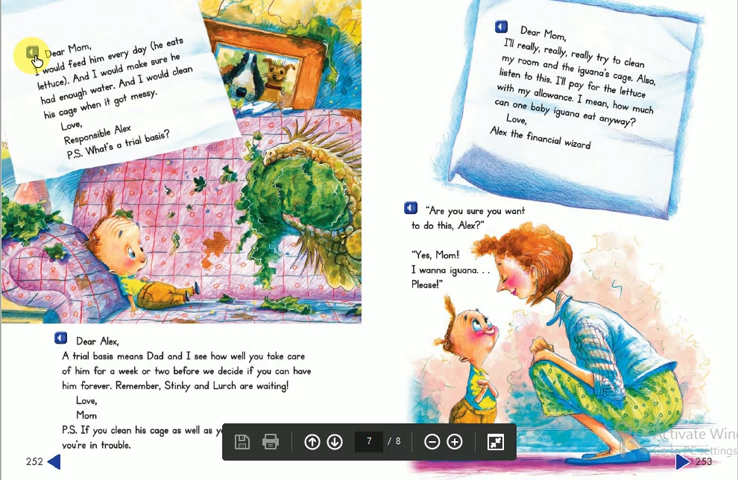 Dear Mom,
I would feed him every day (he eats
lettuce). And I would make sure he
had enough water. And I would clean
his cage when it got messy.
Love,
Responsible Alex
P.S. What's a trial basis?
Dear Alex,
A trial basis means Dad and I see how well you take care
of him for a week or two before we decide if you can have
him forever. Remember, Stinky and Lurch are waiting!
Love,
Mom
P.S. If you clean his cage as well as
you're in trouble.
252
Dear Mom,
I'll really, really, really try to clean
my room and the iguana's cage. Also,
listen to this. I'll pay for the lettuce
with my allowance. I mean, how much
can one baby iguana eat anyway?
Love,
Alex the financial wizard
"Are you sure you want
to do this, Alex?"
"Yes, Mom!
I wanna iguana. . .
Please!"
253
7 / 8
Activate Win
Go to PC settings